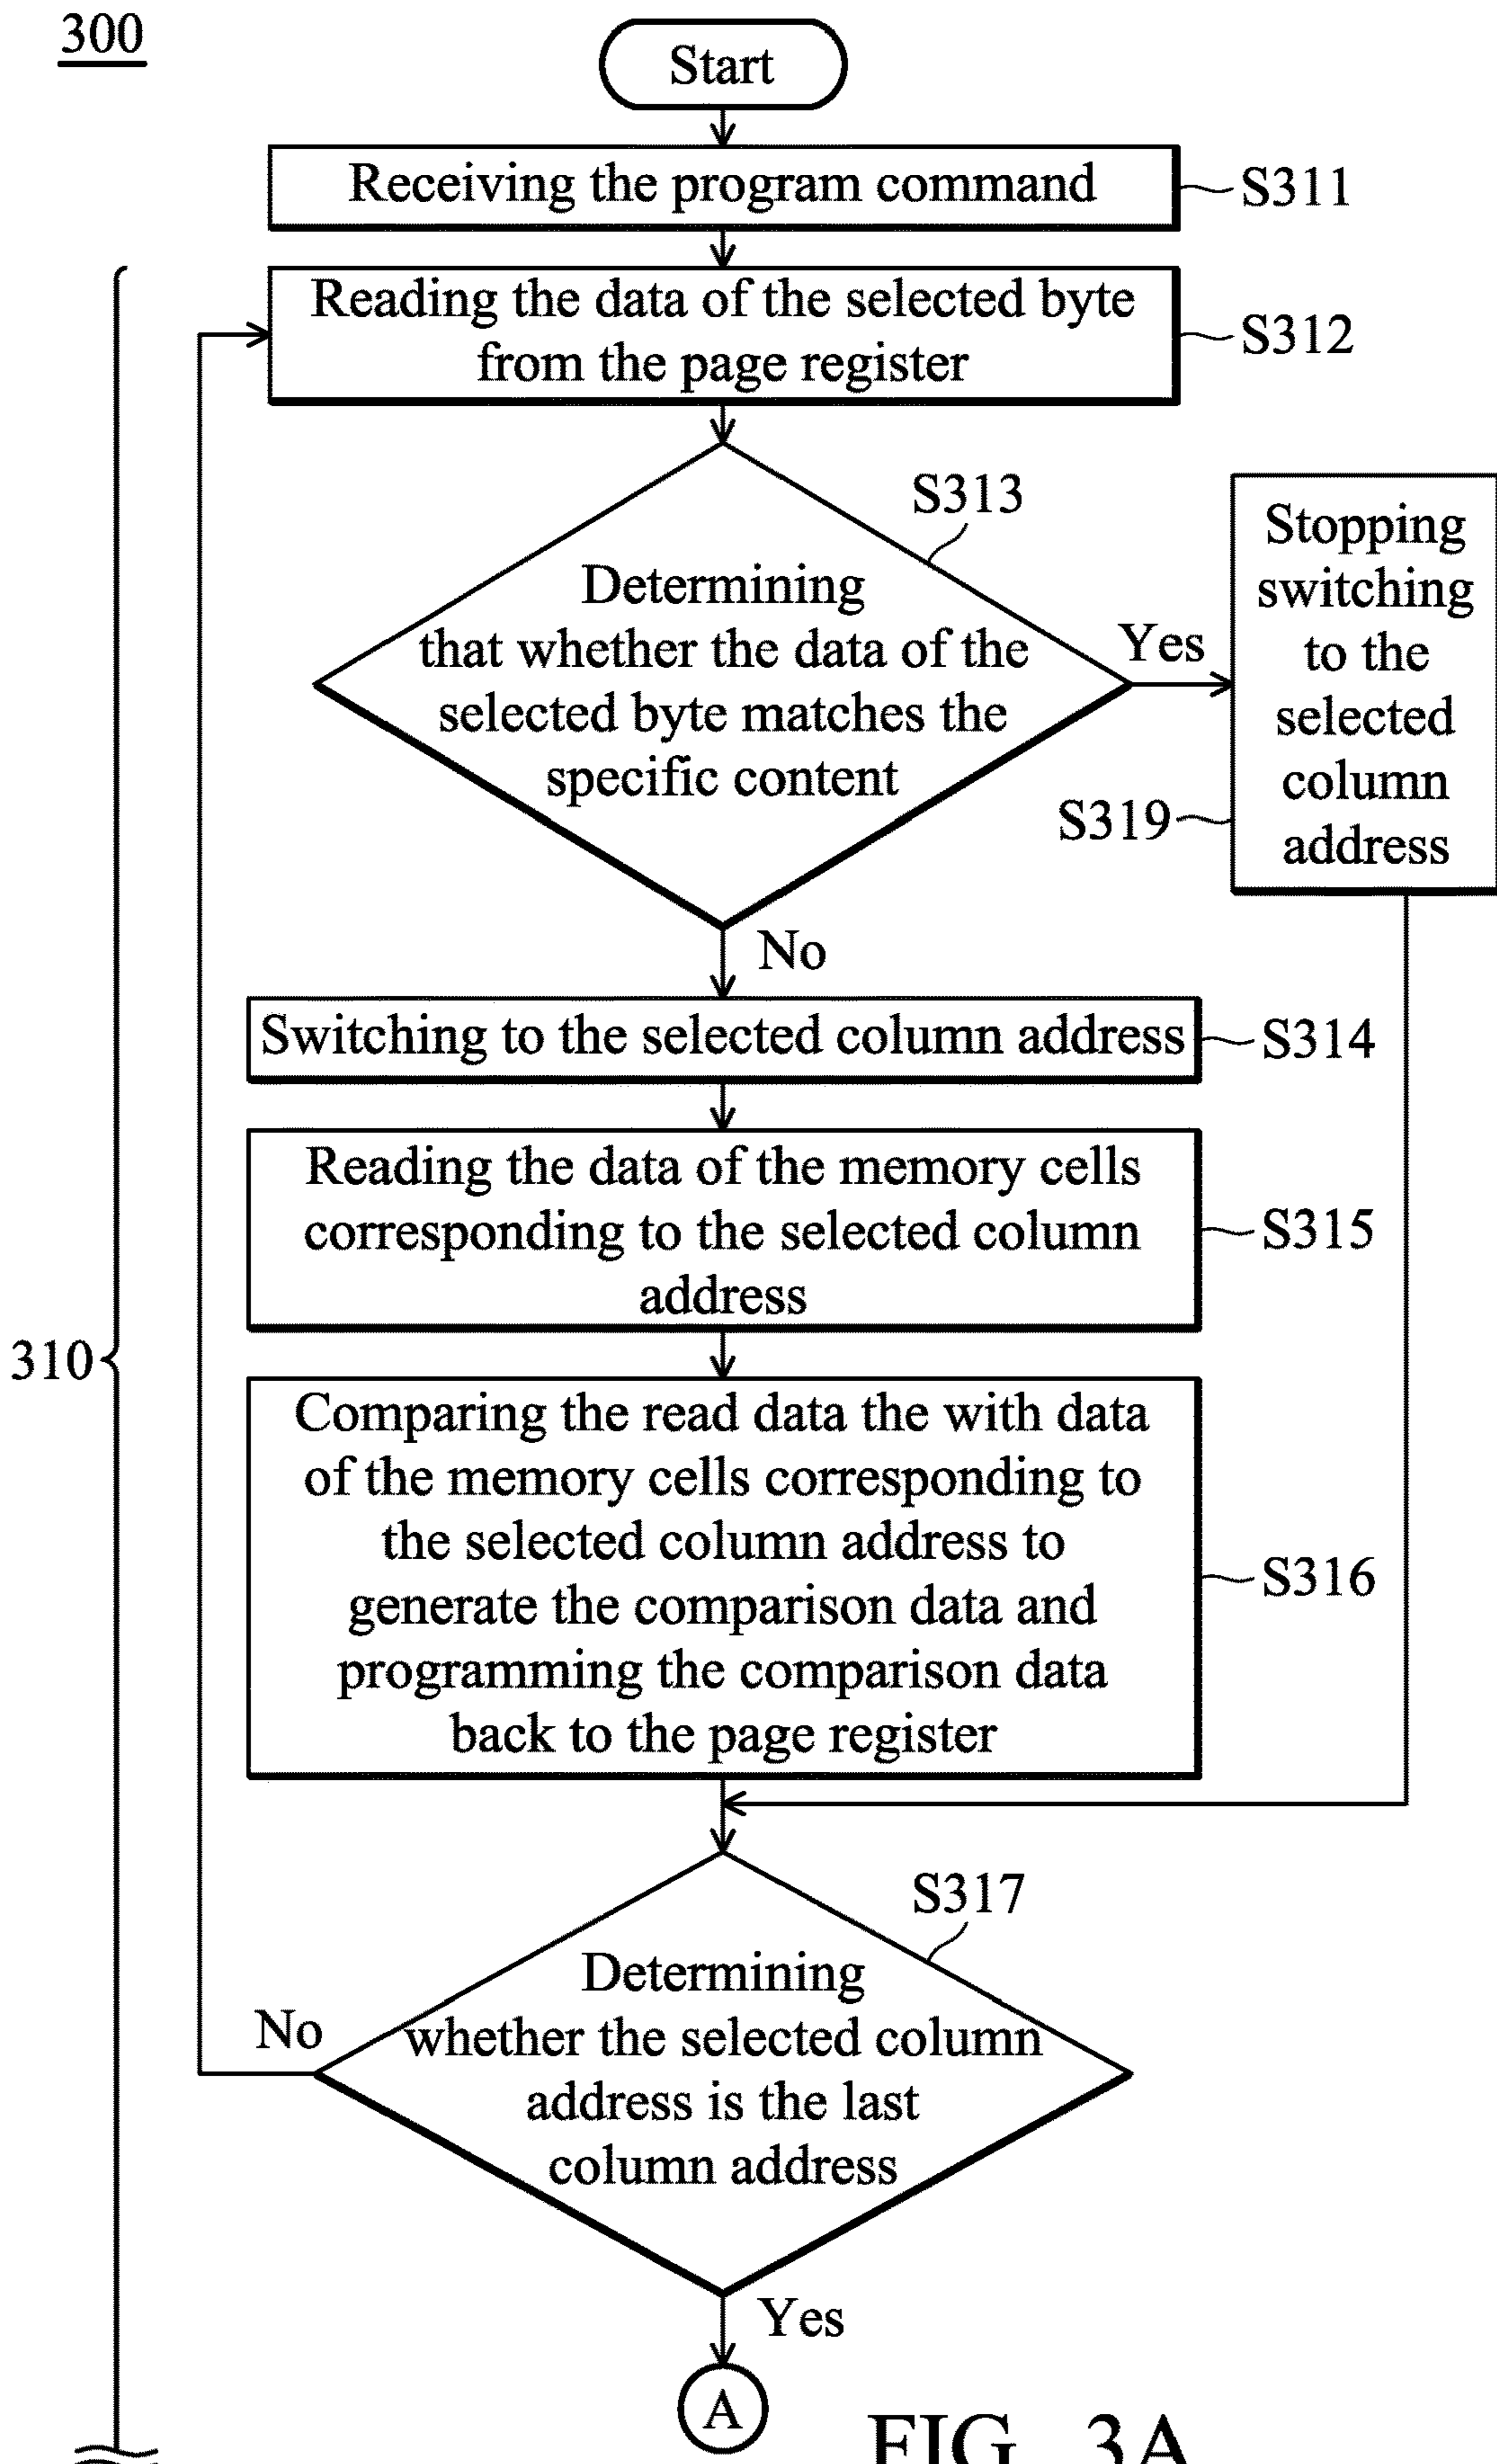 300
Start
Receiving the program command
S311
Reading the data of the selected byte
from the page register
S312
S313
Determining
that whether the data of the
selected byte matches the
specific content
Yes
Stopping
switching
to the
selected
column
address
S319
No
Switching to the selected column address
S314
Reading the data of the memory cells
corresponding to the selected column
address
S315
310
Comparing the read data the with data
of the memory cells corresponding to
the selected column address to
generate the comparison data and
programming the comparison data
back to the page register
S316
S317
Determining
whether the selected column
address is the last
column address
No
Yes
A
FIG. 3A